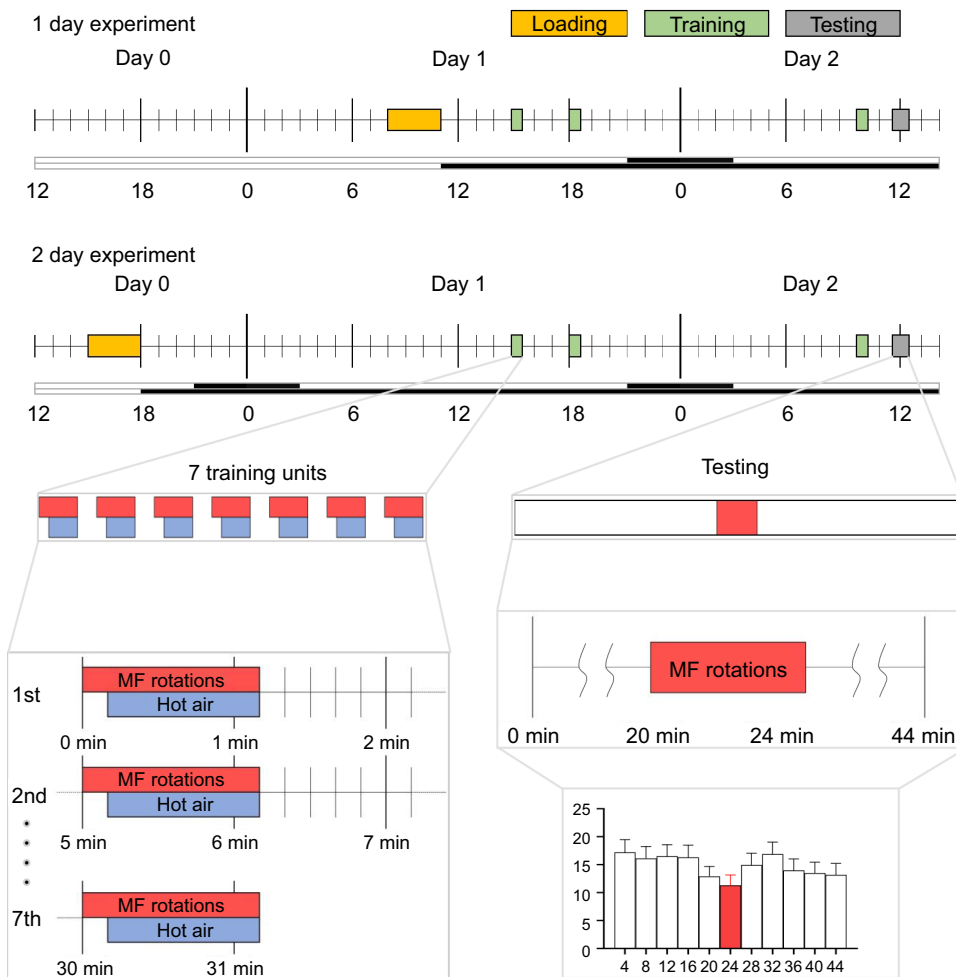 1 day experiment
Loading Training Testing
Day 0 Day 1 Day 2
12 18 0 6 12 18 0 6 12
2 day experiment
Day 0 Day 1 Day 2
12 18 0 6 12 18 0 6 12
7 training units
Testing
1st
MF rotations
Hot air
0 min 1 min 2 min
2nd
MF rotations
Hot air
5 min 6 min 7 min
7th
MF rotations
Hot air
30 min 31 min
MF rotations
0 min 20 min 24 min 44 min
25
20
15
10
5
0
4 8 12 16 20 24 28 32 36 40 44